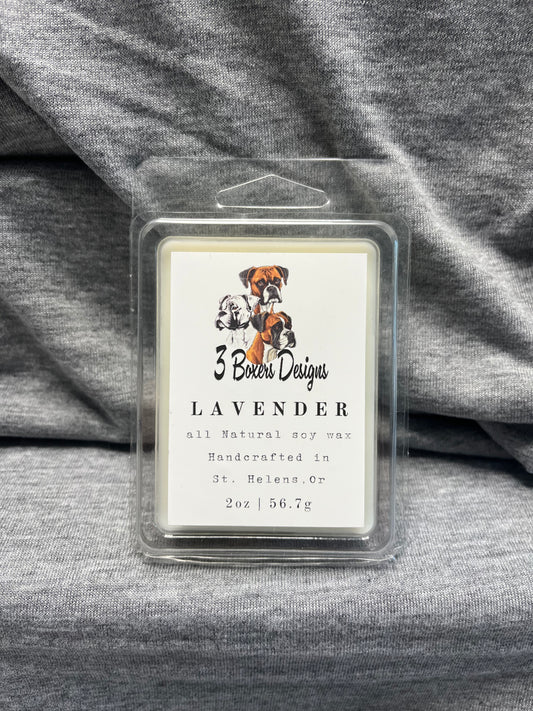 3 Boxers Designs
LAVENDER
all Natural soy wax
Handcrafted in
St. Helens,Or
2oz | 56.7g